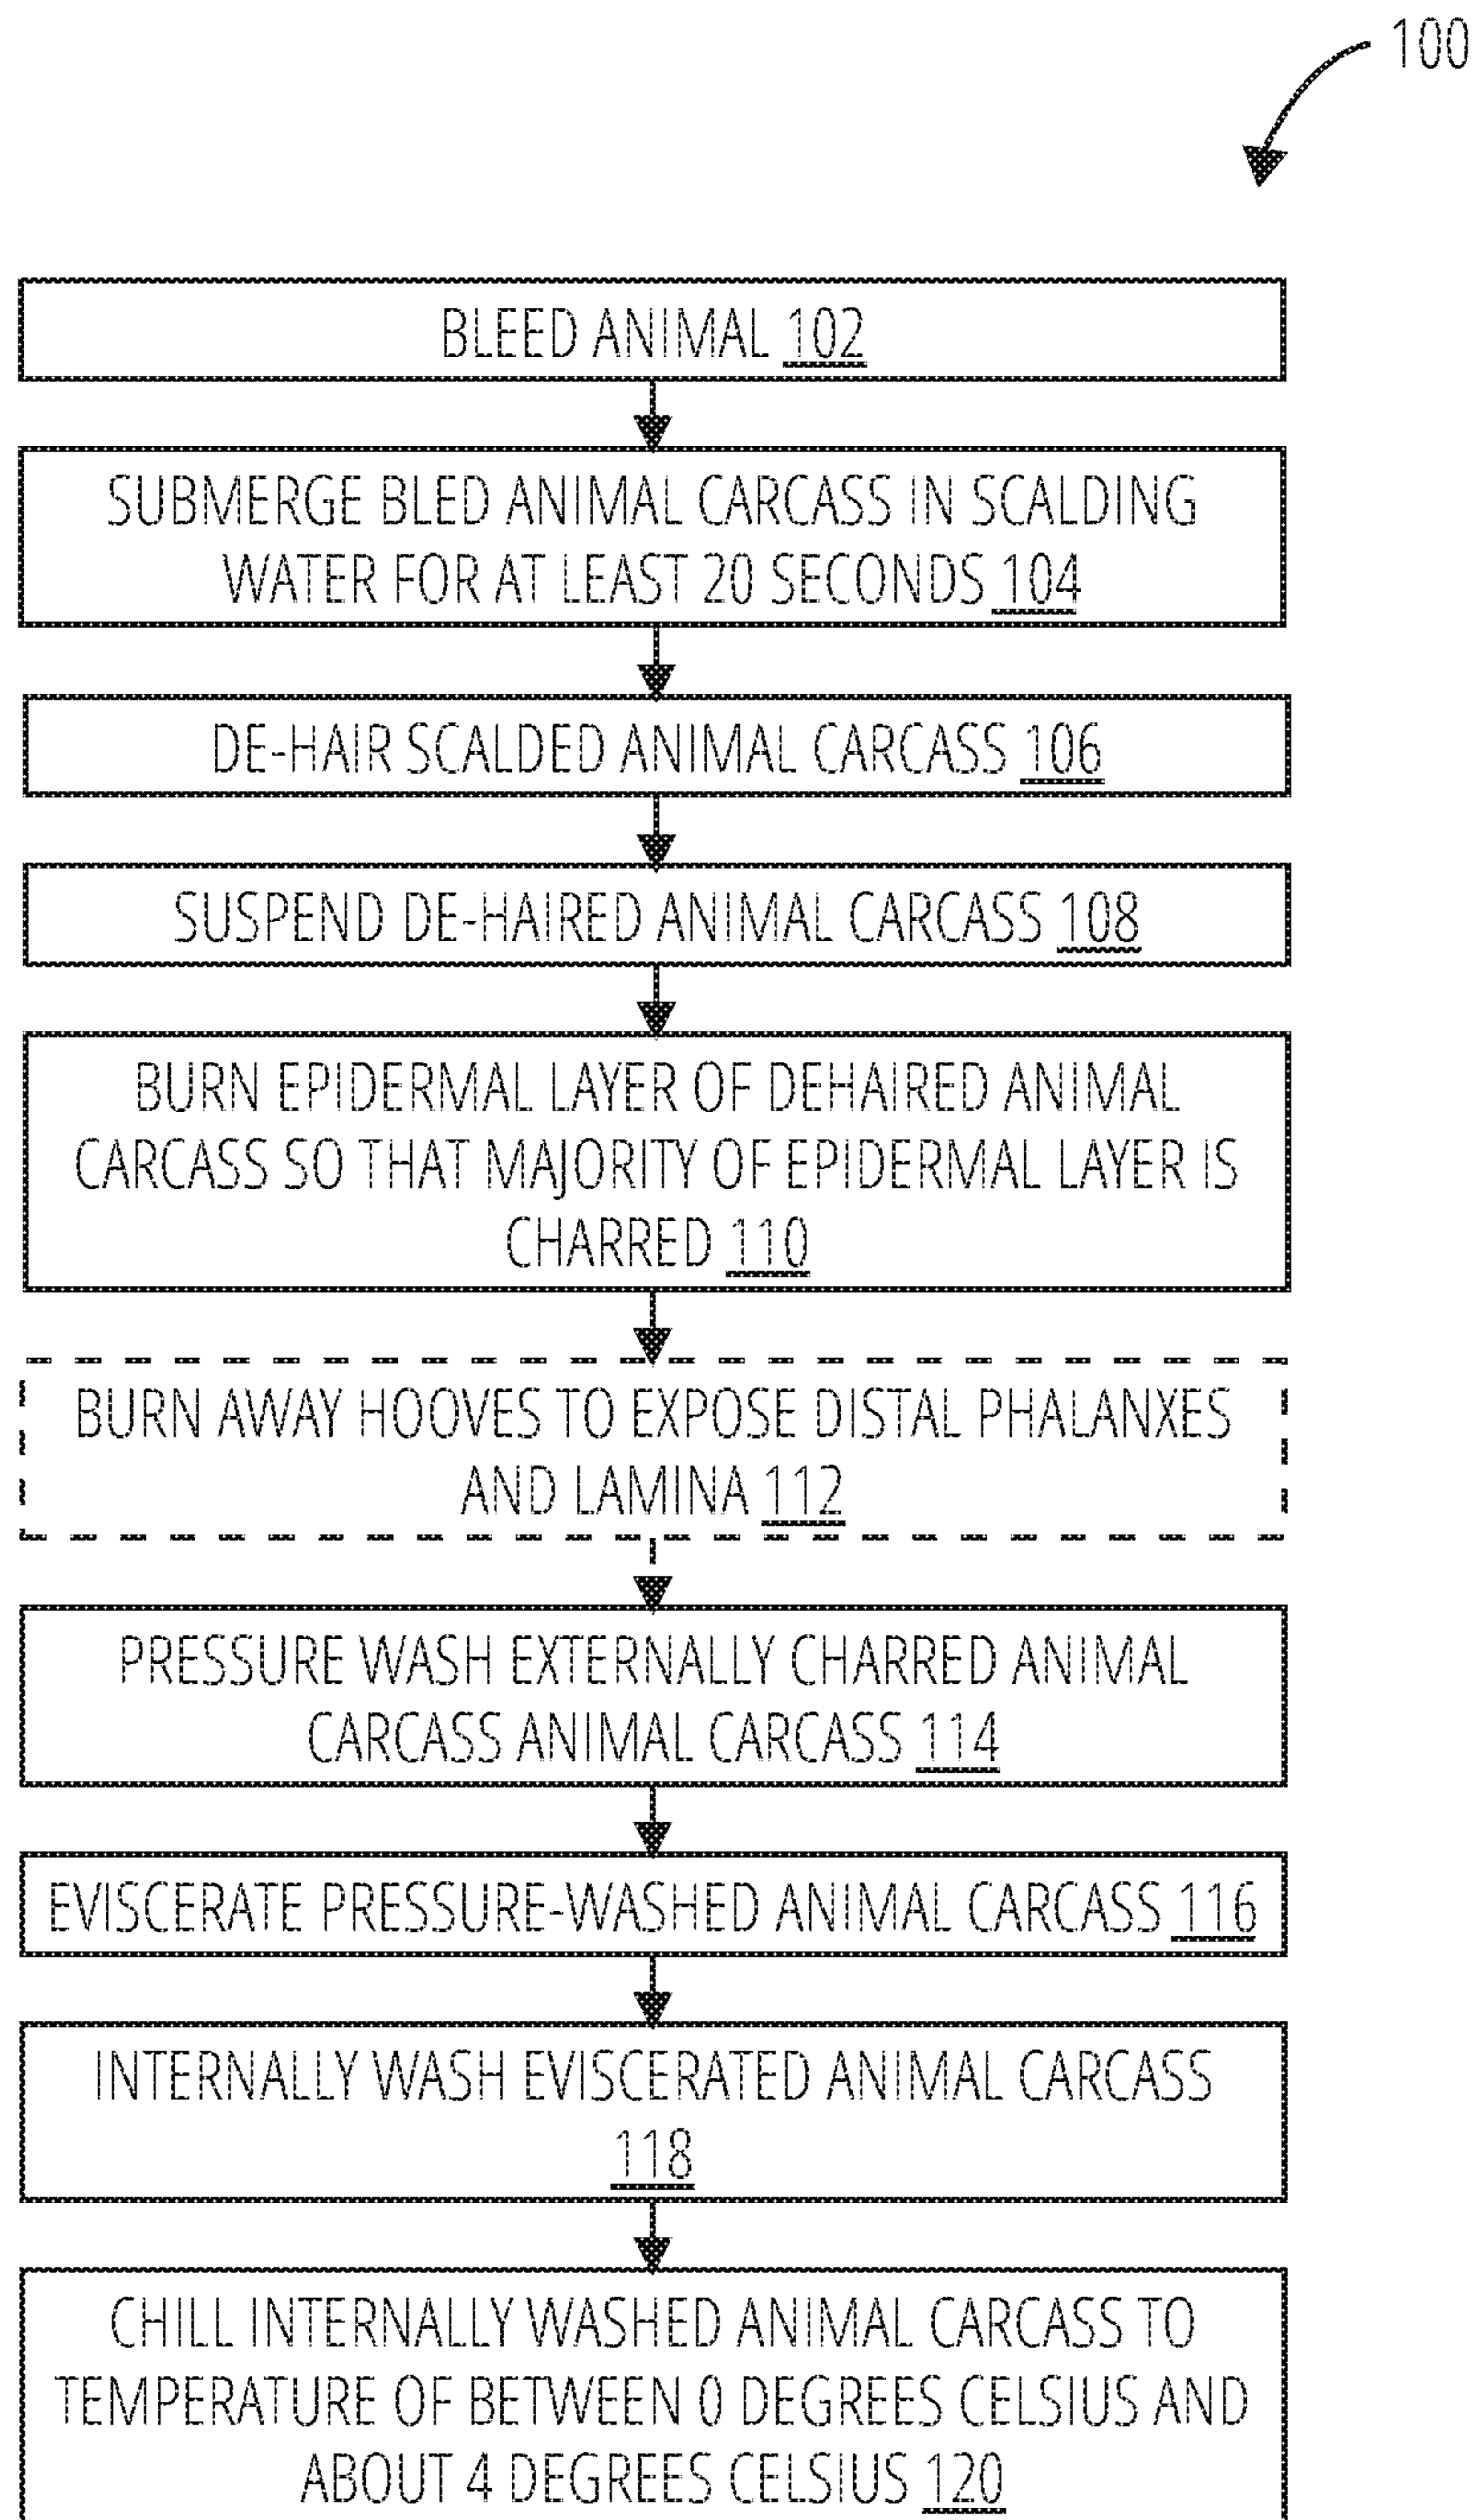 100
BLEED ANIMAL 102
SUBMERGE BLED ANIMAL CARCASS IN SCALDING
WATER FOR AT LEAST 20 SECONDS 104
DE-HAIR SCALDED ANIMAL CARCASS 106
SUSPEND DE-HAIRED ANIMAL CARCASS 108
BURN EPIDERMAL LAYER OF DEHAIRED ANIMAL
CARCASS SO THAT MAJORITY OF EPIDERMAL LAYER IS
CHARRED 110
BURN AWAY HOOVES TO EXPOSE DISTAL PHALANXES
AND LAMINA 112
PRESSURE WASH EXTERNALLY CHARRED ANIMAL
CARCASS ANIMAL CARCASS 114
EVISCERATE PRESSURE-WASHED ANIMAL CARCASS 116
INTERNALLY WASH EVISCERATED ANIMAL CARCASS
118
CHILL INTERNALLY WASHED ANIMAL CARCASS TO
TEMPERATURE OF BETWEEN 0 DEGREES CELSIUS AND
ABOUT 4 DEGREES CELSIUS 120